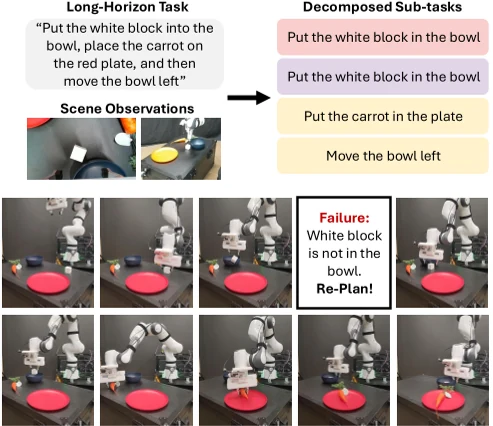 Long-Horizon Task
“Put the white block into the
bowl, place the carrot on
the red plate, and then
move the bowl left”
Scene Observations
Decomposed Sub-tasks
Put the white block in the bowl
Put the white block in the bowl
Put the carrot in the plate
Move the bowl left
Failure:
White block
is not in the
bowl.
Re-Plan!